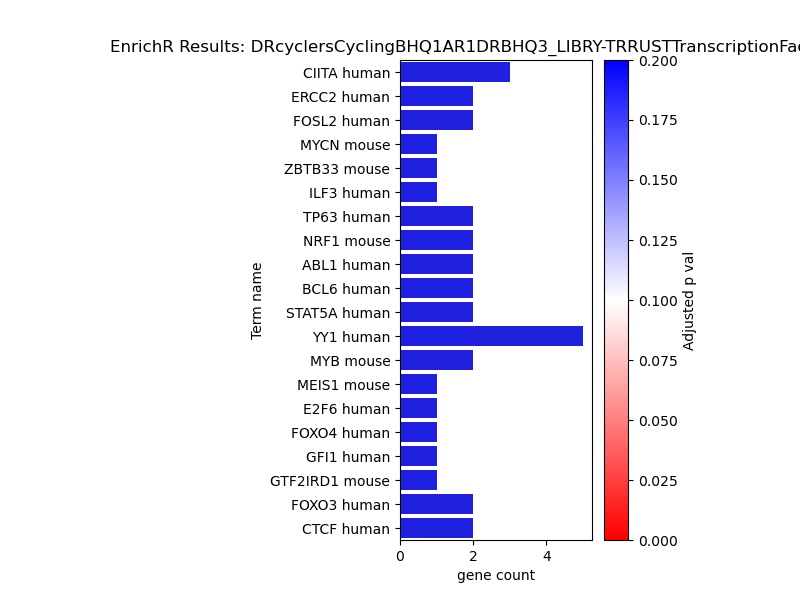 EnrichR Results: DRcyclersCyclingBHQ1AR1DRBHQ3_LIBRY-TRRUSTTranscriptionFac
CIITA human
ERCC2 human
FOSL2 human
MYCN mouse
ZBTB33 mouse
ILF3 human
TP63 human
NRF1 mouse
ABL1 human
BCL6 human
STAT5A human
YY1 human
MYB mouse
MEIS1 mouse
E2F6 human
FOXO4 human
GFI1 human
GTF2IRD1 mouse
FOXO3 human
CTCF human
Term name
0 2 4
gene count
0.200
0.175
0.150
0.125
0.100
0.075
0.050
0.025
0.000
Adjusted p val